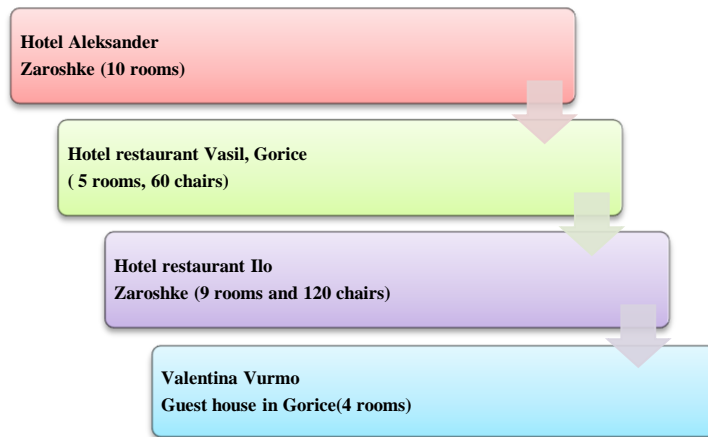 Hotel Aleksander
Zaroshke (10 rooms)
Hotel restaurant Vasil, Gorice
( 5 rooms, 60 chairs)
Hotel restaurant Ilo
Zaroshke (9 rooms and 120 chairs)
Valentina Vurmo
Guest house in Gorice(4 rooms)